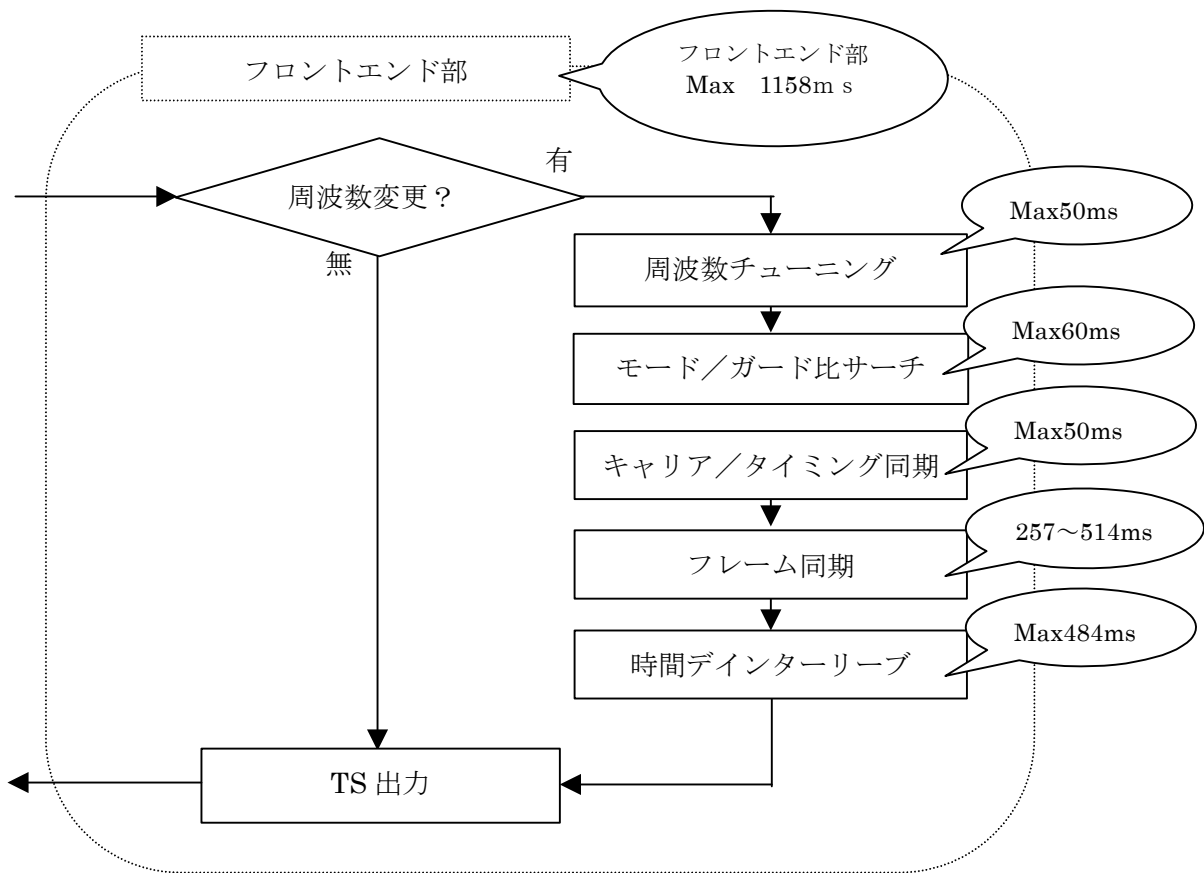 フロントエンド部
フロントエンド部
Max 1158ｍｓ
周波数変更？
有
無
周波数チューニング
Max50ms
モード／ガード比サーチ
Max60ms
キャリア／タイミング同期
Max50ms
フレーム同期
257～514ms
時間デインターリーブ
Max484ms
TS 出力